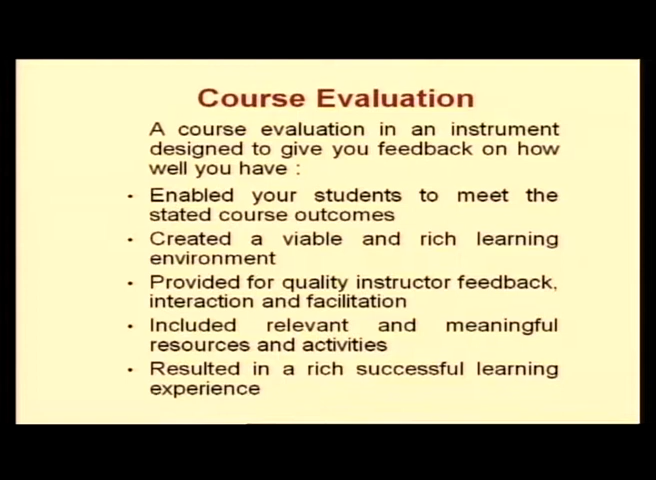 Course Evaluation
A course evaluation in an instrument
designed to give you feedback on how
well you have :
• Enabled your students to meet the
stated course outcomes
• Created a viable and rich learning
environment
• Provided for quality instructor feedback,
interaction and facilitation
• Included relevant and meaningful
resources and activities
• Resulted in a rich successful learning
experience